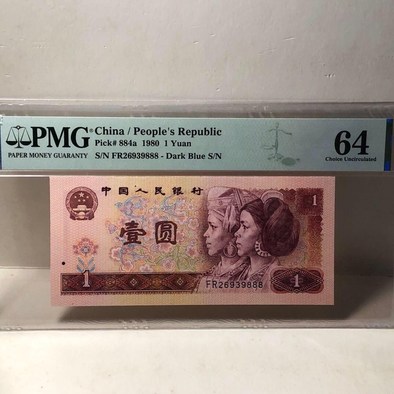 PMG® China / People's Republic
Pick# 884a 1980 1 Yuan
PAPER MONEY GUARANTY
S/N FR26939888 - Dark Blue S/N
64
Choice Uncirculated
中国人民银行
1
壹圆
FR26939888
1
1